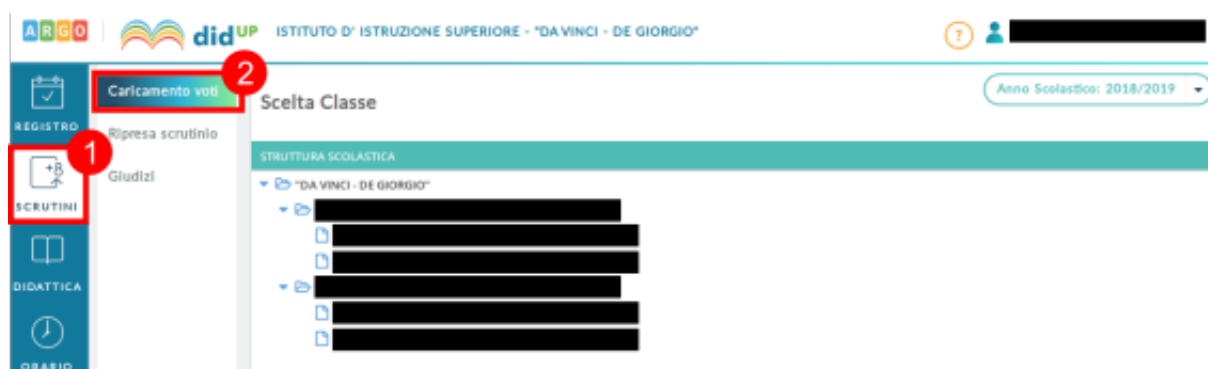 ARGO didUP ISTITUTO D' ISTRUZIONE SUPERIORE - "DA VINCI - DE GIORGIO" ?
REGISTRO
1
SCRUTINI
DIDATTICA
ORARIO
2
Caricamento voti
Ripresa scrutinio
Giudizi
Scelta Classe
Anno Scolastico: 2018/2019
STRUTTURA SCOLASTICA
"DA VINCI - DE GIORGIO"